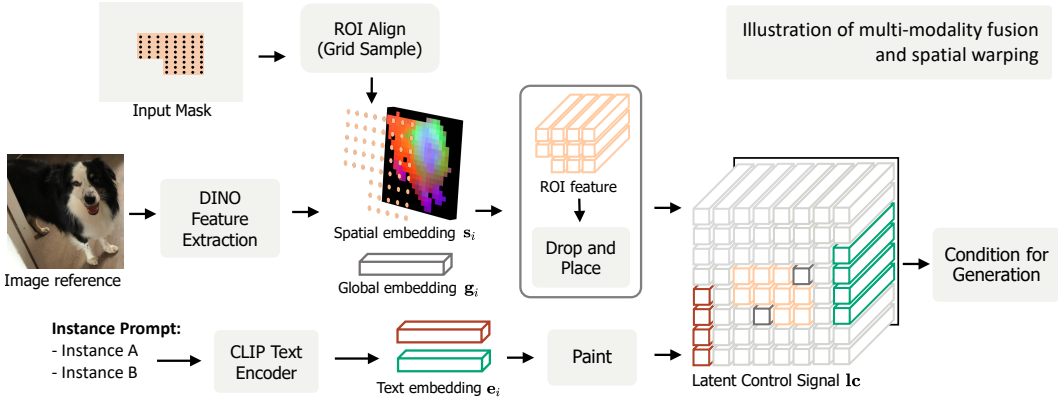 Illustration of multi-modality fusion
and spatial warping
ROI Align
(Grid Sample)
Input Mask
DINO
Feature
Extraction
Image reference
Spatial embedding s_i
Global embedding g_i
ROI feature
Drop and
Place
Condition for
Generation
Instance Prompt:
- Instance A
- Instance B
CLIP Text
Encoder
Text embedding e_i
Paint
Latent Control Signal lc